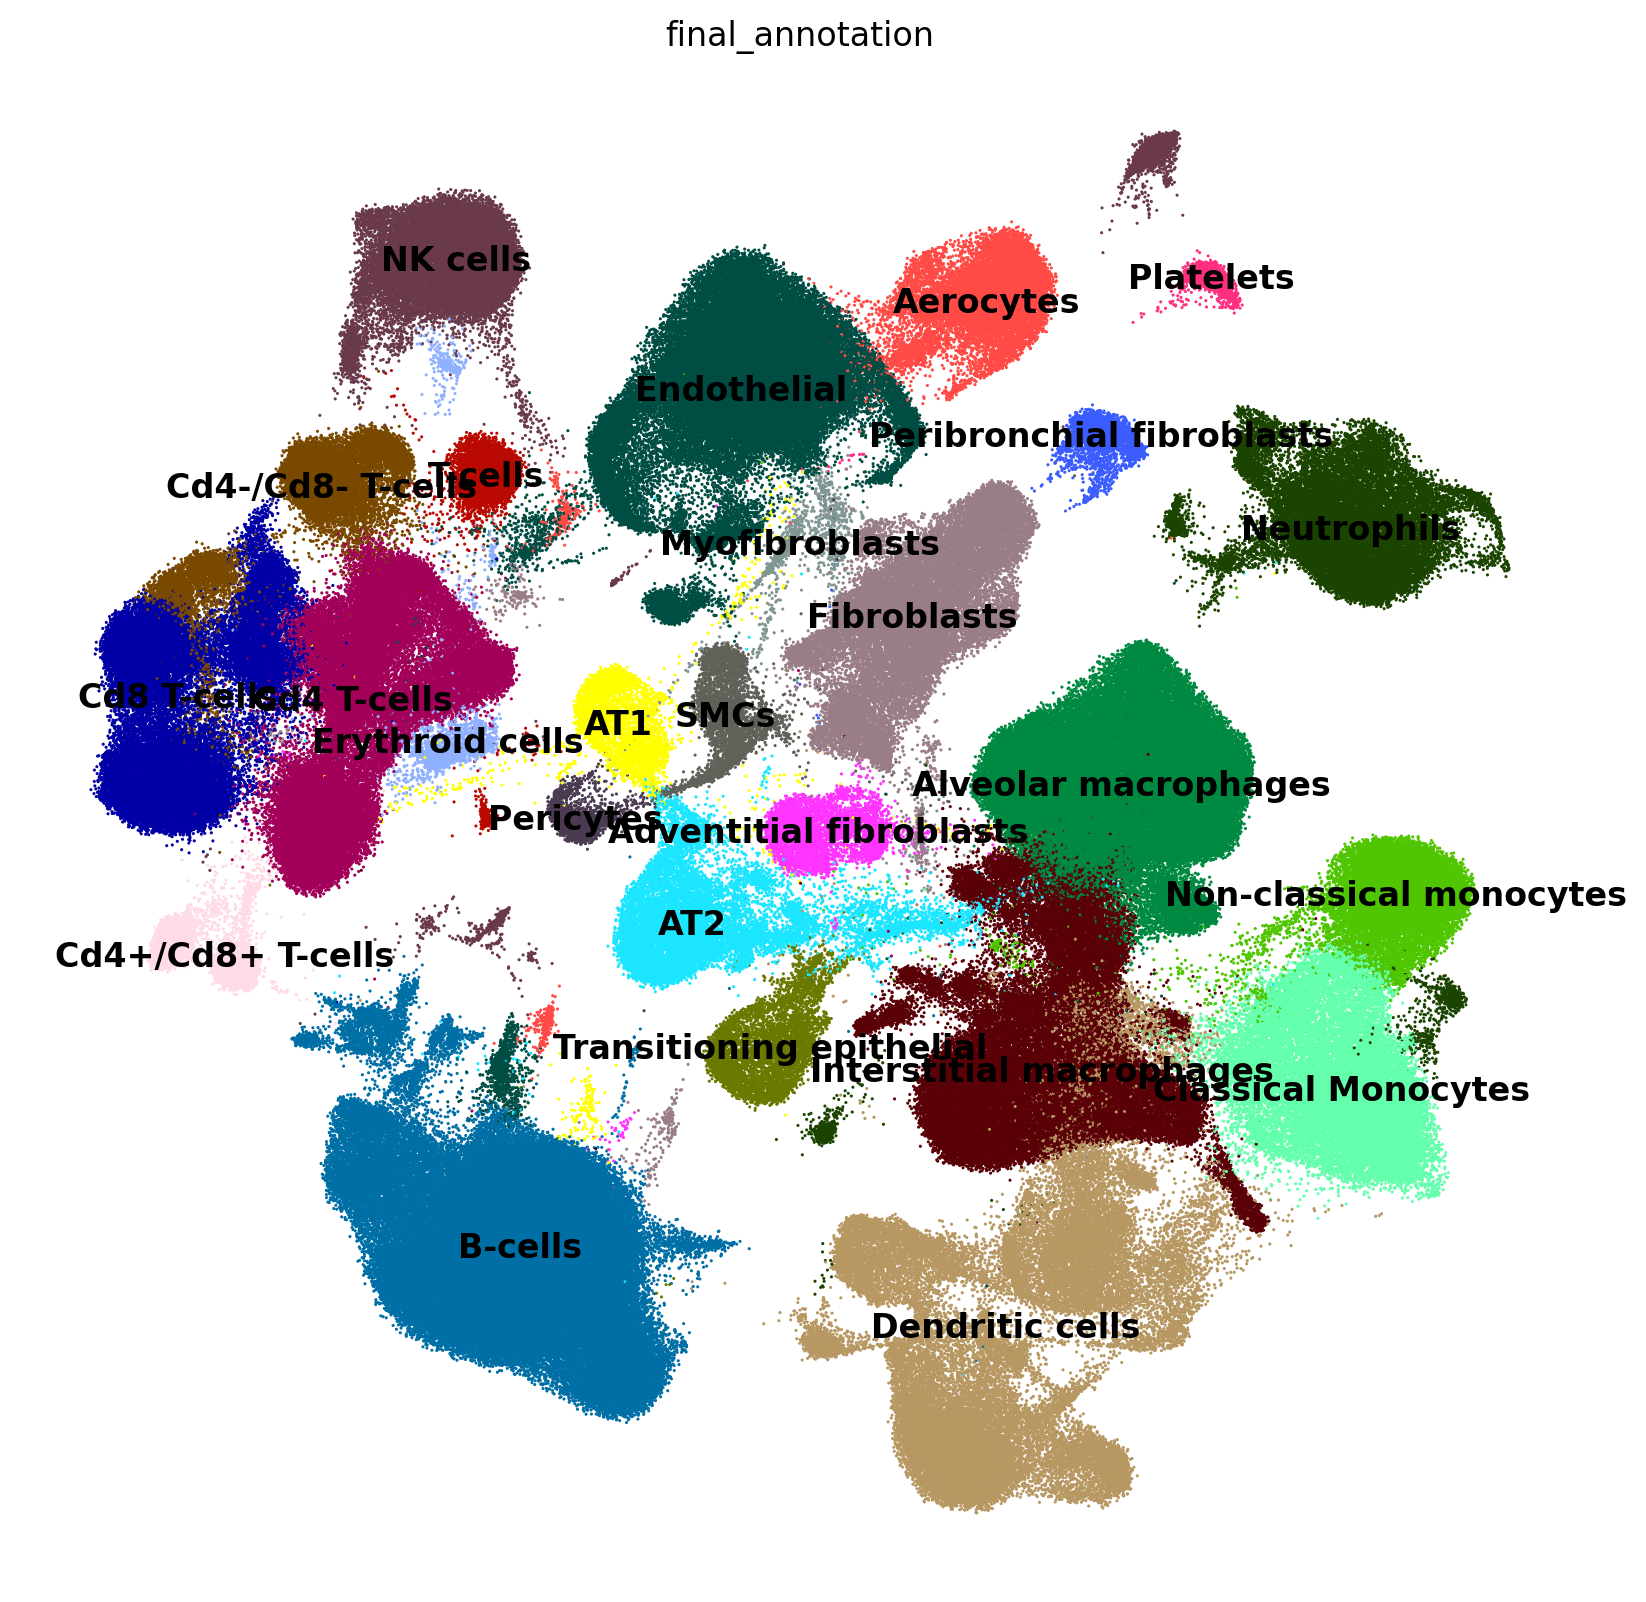 final_annotation
NK cells
Platelets
Aerocytes
Endothelial
Peribronchial fibroblasts
T-cells
Cd4-/Cd8- T-cells
Neutrophils
Myofibroblasts
Fibroblasts
Cd8 T-cells
Cd4 T-cells
SMCs
AT1
Erythroid cells
Alveolar macrophages
Pericytes
Adventitial fibroblasts
Non-classical monocytes
AT2
Cd4+/Cd8+ T-cells
Transitioning epithelial
Interstitial macrophages
Classical Monocytes
B-cells
Dendritic cells